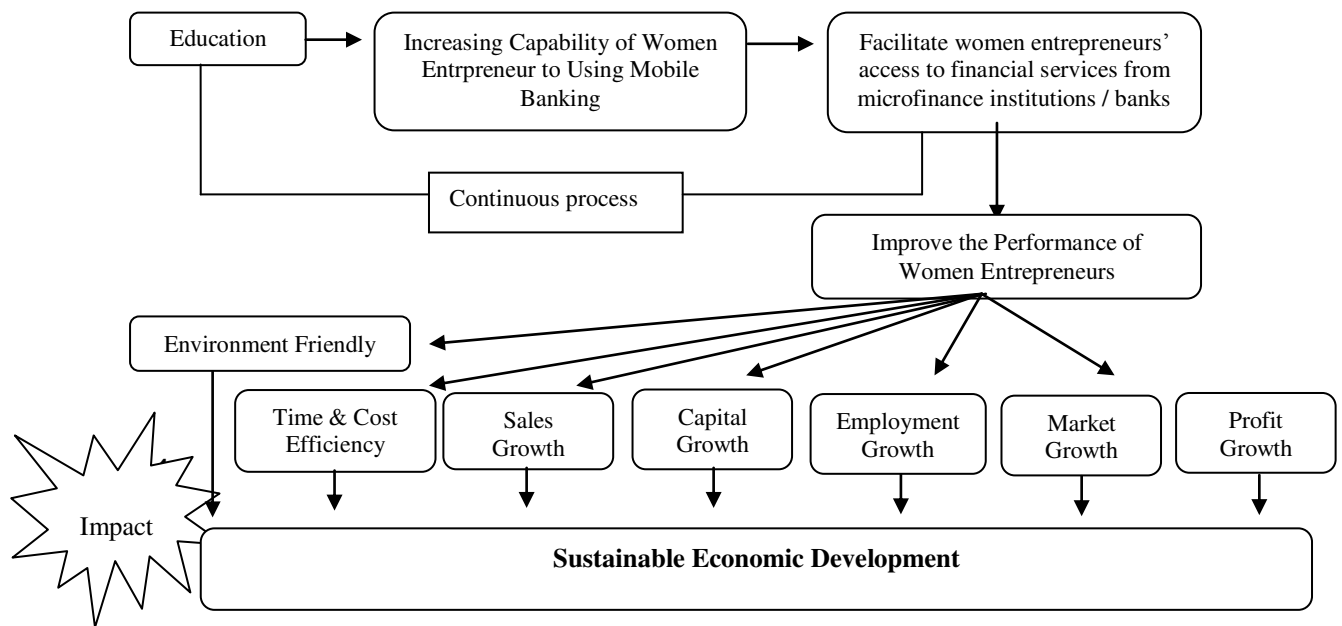 Education
Increasing Capability of Women
Entrpreneur to Using Mobile
Banking
Facilitate women entrepreneurs’
access to financial services from
microfinance institutions / banks
Continuous process
Improve the Performance of
Women Entrepreneurs
Environment Friendly
Time & Cost
Efficiency
Sales
Growth
Capital
Growth
Employment
Growth
Market
Growth
Profit
Growth
Impact
Sustainable Economic Development